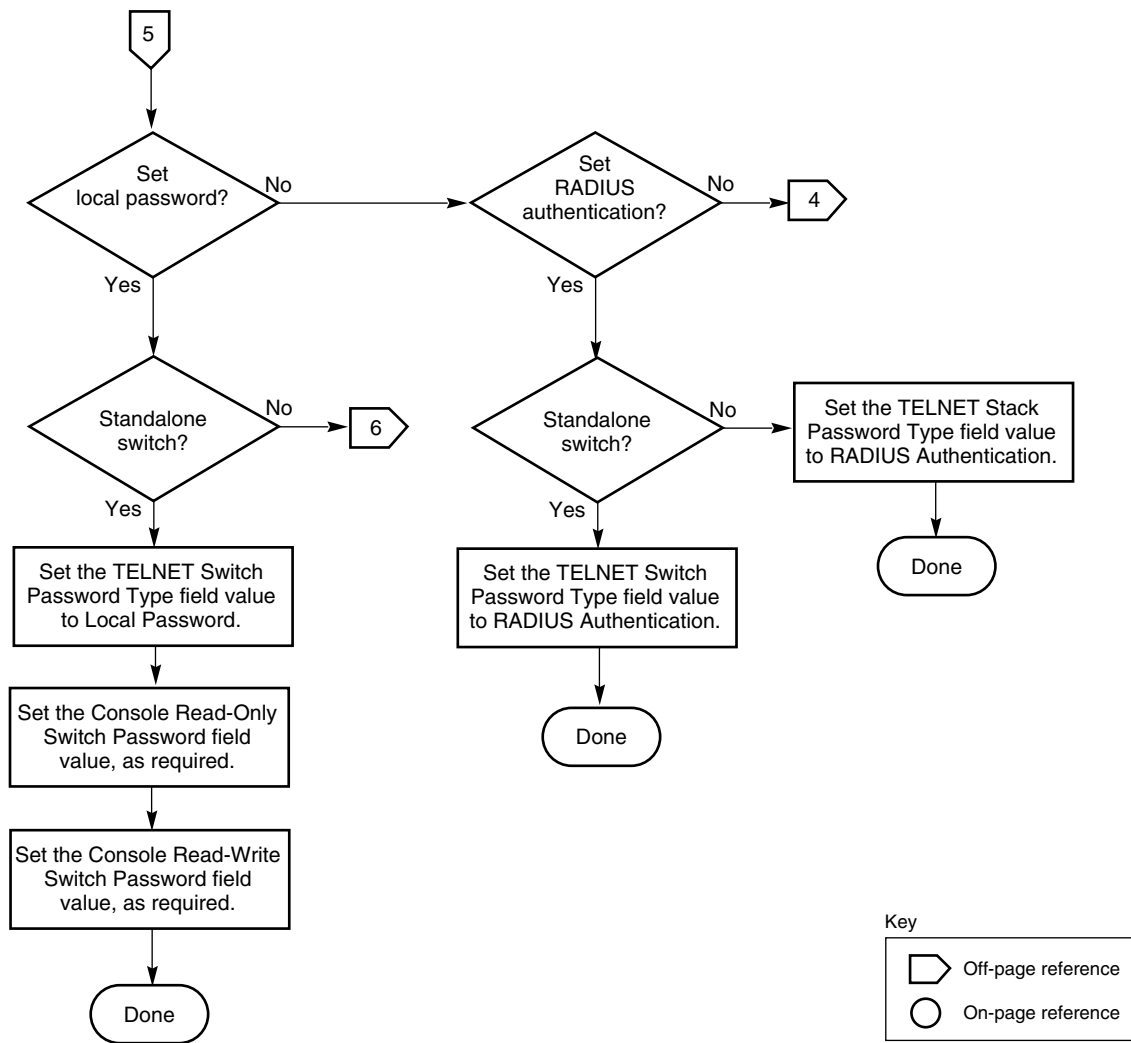 5
Set
local password?
No
Set
RADIUS
authentication?
No
4
Yes
Yes
Standalone
switch?
No
6
Standalone
switch?
No
Set the TELNET Stack
Password Type field value
to RADIUS Authentication.
Yes
Yes
Done
Set the TELNET Switch
Password Type field value
to Local Password.
Set the TELNET Switch
Password Type field value
to RADIUS Authentication.
Set the Console Read-Only
Switch Password field
value, as required.
Done
Set the Console Read-Write
Switch Password field
value, as required.
Done
Key
Off-page reference
On-page reference